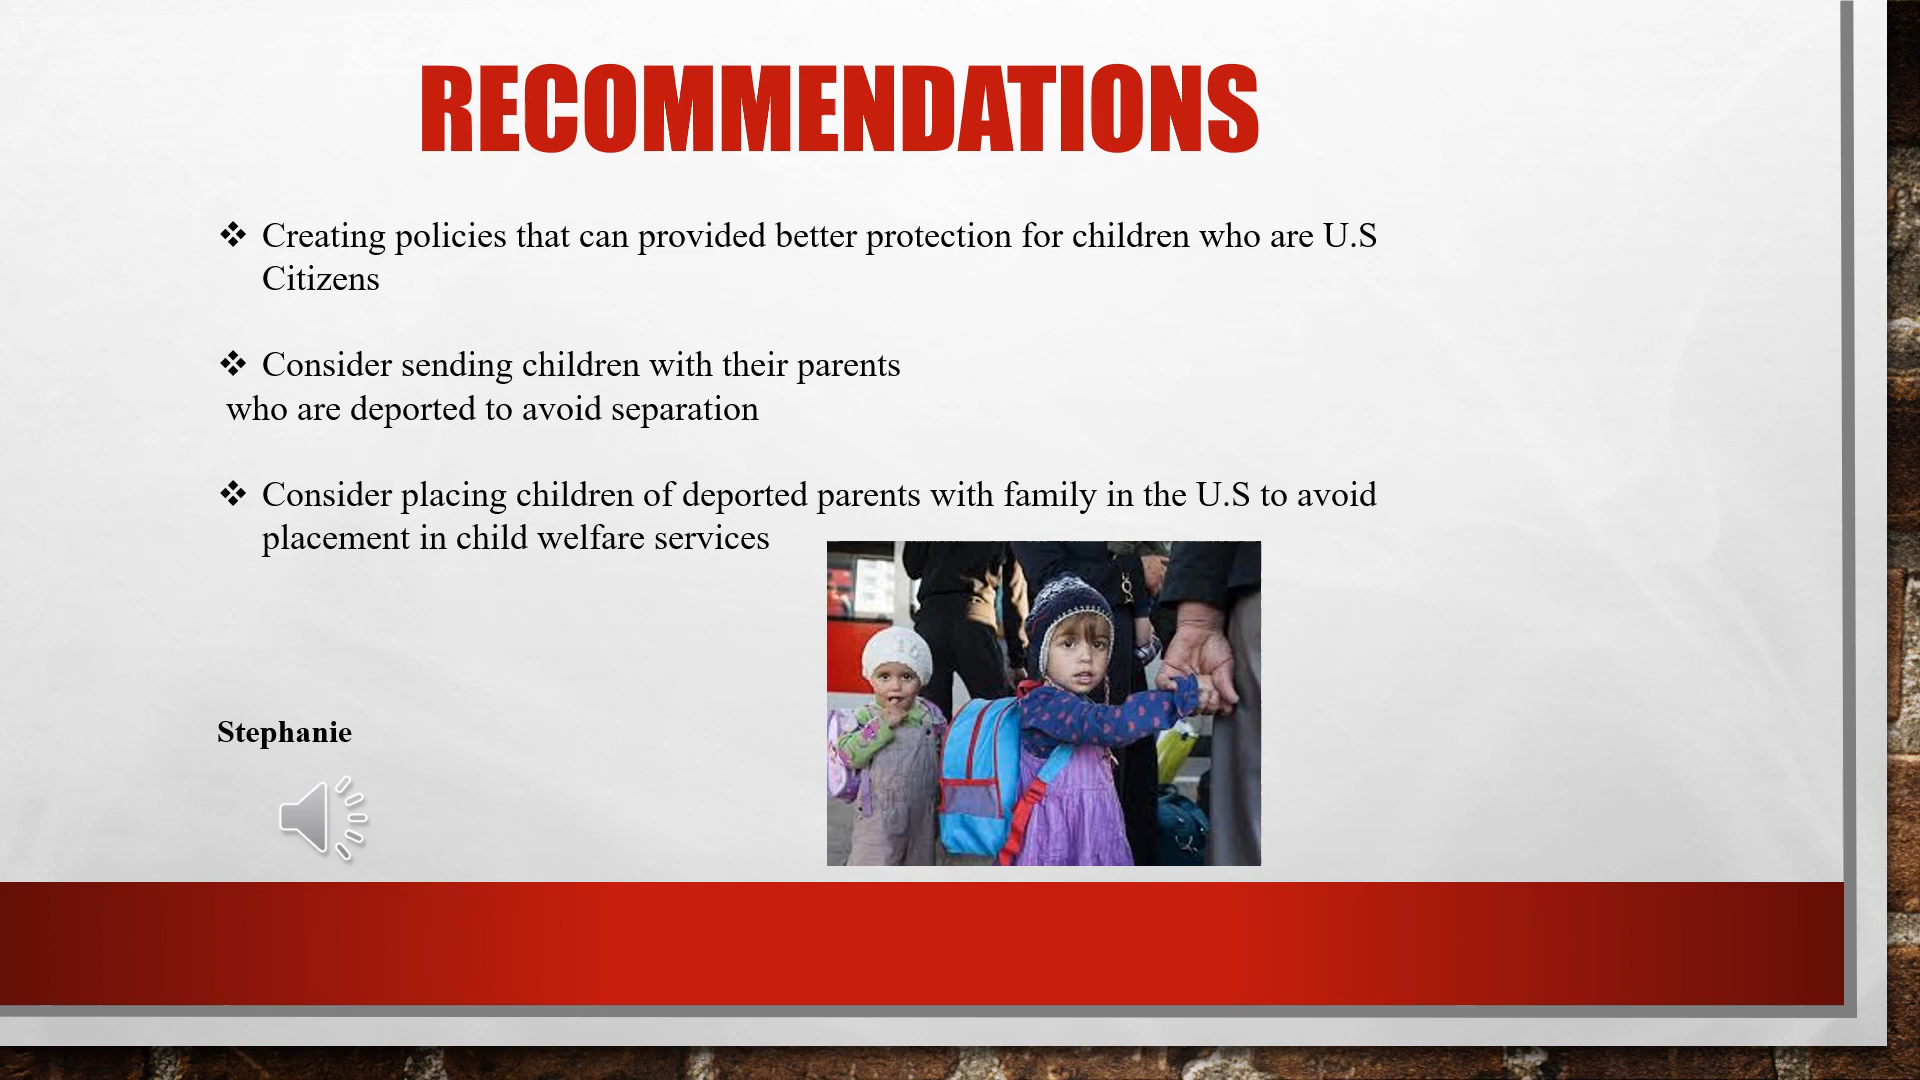 RECOMMENDATIONS
❖ Creating policies that can provided better protection for children who are U.S
Citizens
❖ Consider sending children with their parents
who are deported to avoid separation
❖ Consider placing children of deported parents with family in the U.S to avoid
placement in child welfare services
Stephanie